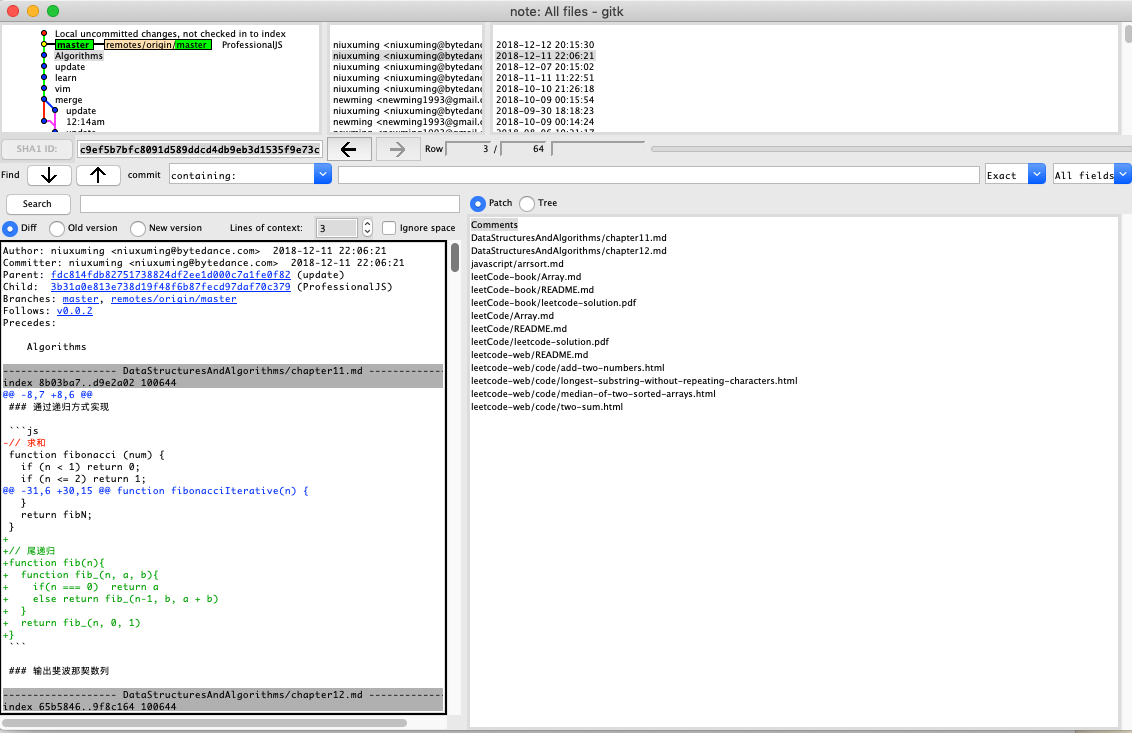 note: All files - gitk
Local uncommitted changes, not checked in to index
master remotes/origin/master ProfessionalJS
Algorithms
update
learn
vim
merge
update
12:14am
niuxuming <niuxuming@bytedanc
niuxuming <niuxuming@bytedanc
niuxuming <niuxuming@bytedanc
niuxuming <niuxuming@bytedanc
niuxuming <niuxuming@bytedanc
newming <newming1993@gmail.c
niuxuming <niuxuming@bytedanc
newming <newming1993@gmail.c
2018-12-12 20:15:30
2018-12-11 22:06:21
2018-12-07 20:15:02
2018-11-11 11:22:51
2018-10-10 21:26:18
2018-10-09 00:15:54
2018-09-30 18:18:23
2018-10-09 00:14:24
SHA1 ID: c9ef5b7bfc8091d589ddcd4db9eb3d1535f9e73c Row 3 / 64
Find commit containing: Exact All fields
Search
Diff Old version New version Lines of context: 3 Ignore space
Author: niuxuming <niuxuming@bytedance.com>  2018-12-11 22:06:21
Committer: niuxuming <niuxuming@bytedance.com>  2018-12-11 22:06:21
Parent: fdc814fdb82751738824df2ee1d000c7a1fe0f82 (update)
Child:  3b31a0e813e738d19f48f6b87fecd97daf70c379 (ProfessionalJS)
Branches: master, remotes/origin/master
Follows: v0.0.2
Precedes:
Algorithms
------------------- DataStructuresAndAlgorithms/chapter11.md ------------
index 8b03ba7..d9e2a02 100644
@@ -8,7 +8,6 @@
### 通过递归方式实现
```js
-// 求和
function fibonacci (num) {
if (n < 1) return 0;
if (n <= 2) return 1;
@@ -31,6 +30,15 @@ function fibonacciIterative(n) {
}
return fibN;
}
+
+// 尾递归
+function fib(n){
+  function fib_(n, a, b){
+    if(n === 0)  return a
+    else return fib_(n-1, b, a + b)
+  }
+  return fib_(n, 0, 1)
+}
```
### 输出斐波那契数列
------------------- DataStructuresAndAlgorithms/chapter12.md ------------
index 65b5846..9f8c164 100644
Patch Tree
Comments
DataStructuresAndAlgorithms/chapter11.md
DataStructuresAndAlgorithms/chapter12.md
javascript/arrsort.md
leetCode-book/Array.md
leetCode-book/README.md
leetCode-book/leetcode-solution.pdf
leetCode/Array.md
leetCode/README.md
leetCode/leetcode-solution.pdf
leetcode-web/README.md
leetcode-web/code/add-two-numbers.html
leetcode-web/code/longest-substring-without-repeating-characters.html
leetcode-web/code/median-of-two-sorted-arrays.html
leetcode-web/code/two-sum.html